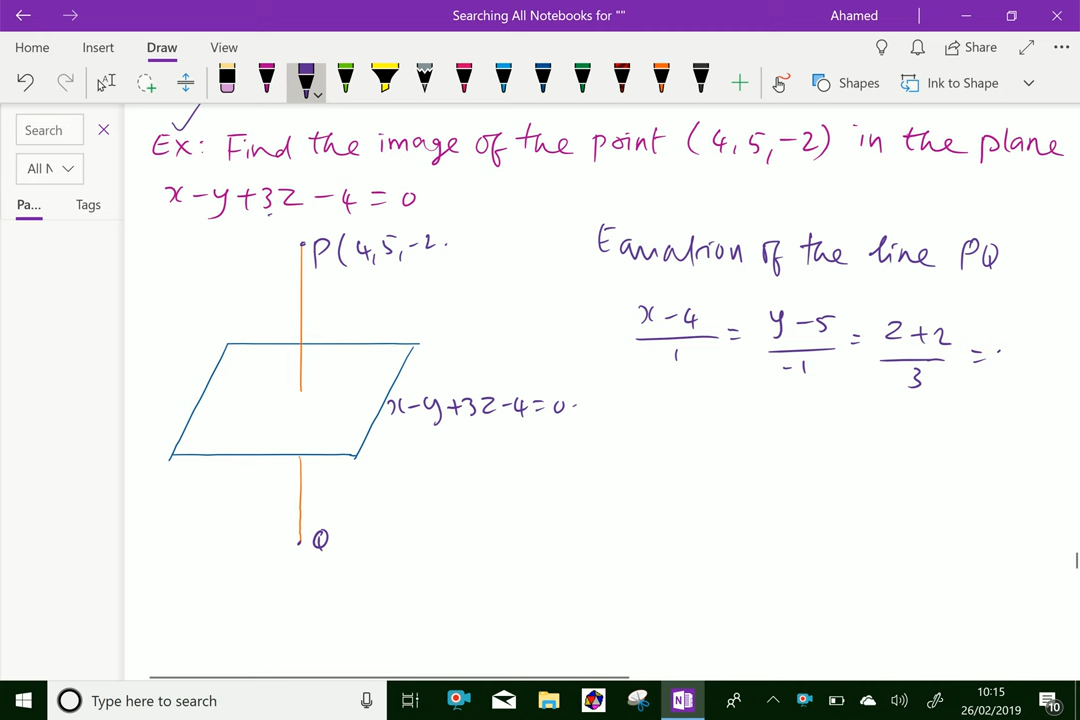 Searching All Notebooks for ""
Ahamed
Home Insert Draw View
Share
Shapes
Ink to Shape
Search
All N
Pa... Tags
Ex: Find the image of the point (4,5,-2) in the plane
x-y+3z-4=0
P(4,5,-2.
x-y+3z-4=0.
Q
Equation of the line PQ
x-4/1 = y-5/-1 = z+2/3 =
Type here to search
10:15
26/02/2019
10